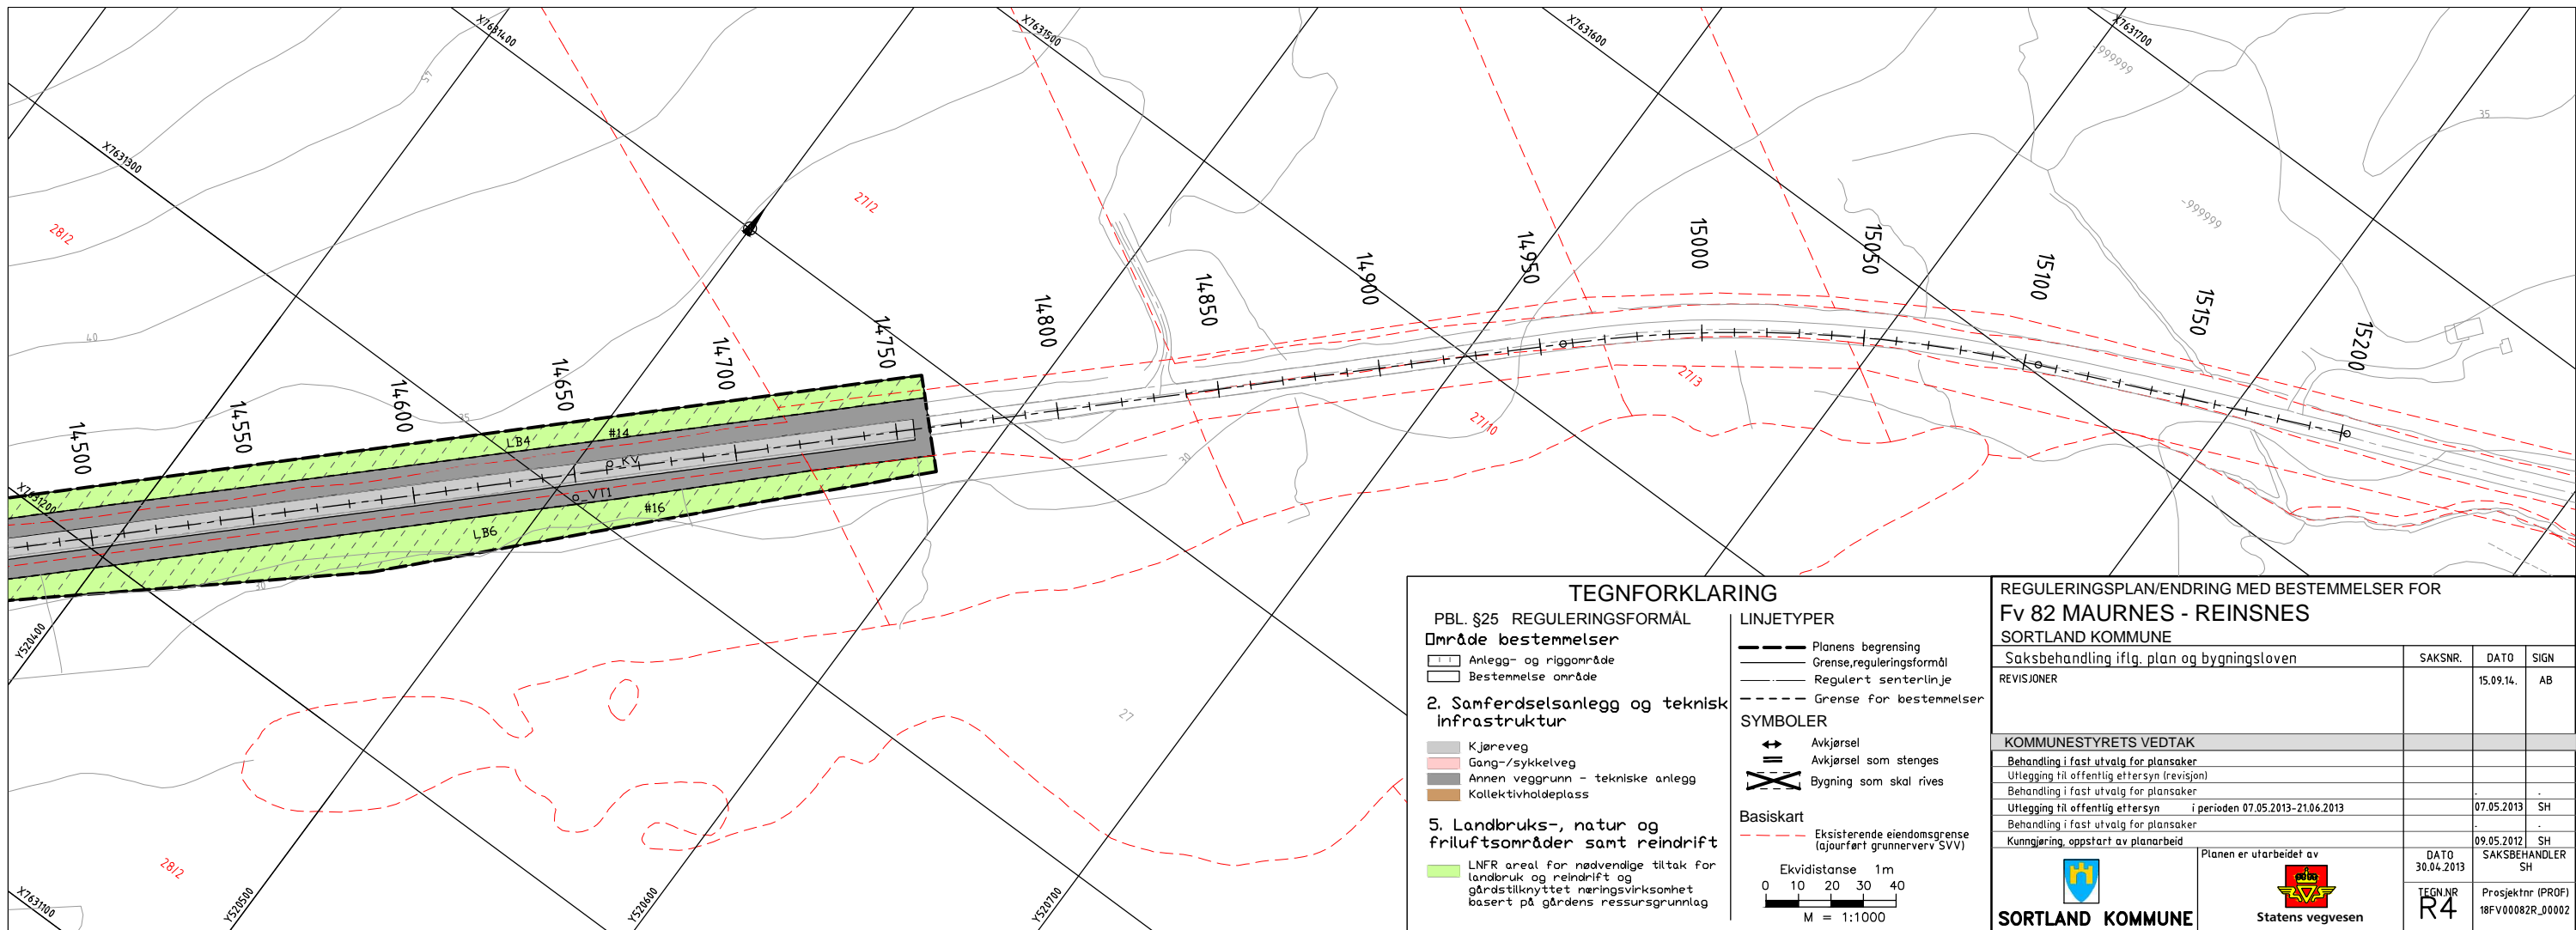 X7631400
X7631500
X7631600
X7631700
-999999
57
35
X7631300
28/2
27/2
-999999
40
35
14500
14550
14600
14650
14700
14750
14800
14850
14900
14950
15000
15050
15100
15150
15200
LB4
#14
o_KV
o_VT1
#16
LB6
X7631200
30
30
27/3
27/10
27
28/2
Y520400
X7631100
Y520500
Y520600
Y520700
TEGNFORKLARING
PBL. §25 REGULERINGSFORMÅL
Område bestemmelser
Anlegg- og riggområde
Bestemmelse område
2. Samferdselsanlegg og teknisk
infrastruktur
Kjøreveg
Gang-/sykkelveg
Annen veggrunn - tekniske anlegg
Kollektivholdeplass
5. Landbruks-, natur og
friluftsområder samt reindrift
LNFR areal for nødvendige tiltak for
landbruk og reindrift og
gårdstilknyttet næringsvirksomhet
basert på gårdens ressursgrunnlag
LINJETYPER
Planens begrensing
Grense,reguleringsformål
Regulert senterlinje
Grense for bestemmelser
SYMBOLER
Avkjørsel
Avkjørsel som stenges
Bygning som skal rives
Basiskart
Eksisterende eiendomsgrense
(ajourført grunnerverv SVV)
Ekvidistanse 1m
0 10 20 30 40
M = 1:1000
REGULERINGSPLAN/ENDRING MED BESTEMMELSER FOR
Fv 82 MAURNES - REINSNES
SORTLAND KOMMUNE
Saksbehandling iflg. plan og bygningsloven SAKSNR. DATO SIGN
REVISJONER 15.09.14. AB
KOMMUNESTYRETS VEDTAK
Behandling i fast utvalg for plansaker
Utlegging til offentlig ettersyn (revisjon)
Behandling i fast utvalg for plansaker . .
Utlegging til offentlig ettersyn i perioden 07.05.2013-21.06.2013 07.05.2013 SH
Behandling i fast utvalg for plansaker . .
Kunngjøring, oppstart av planarbeid 09.05.2012 SH
SORTLAND KOMMUNE
Planen er utarbeidet av
Statens vegvesen
DATO
30.04.2013
SAKSBEHANDLER
SH
TEGN.NR
R4
Prosjektnr (PROF)
18FV00082R_00002